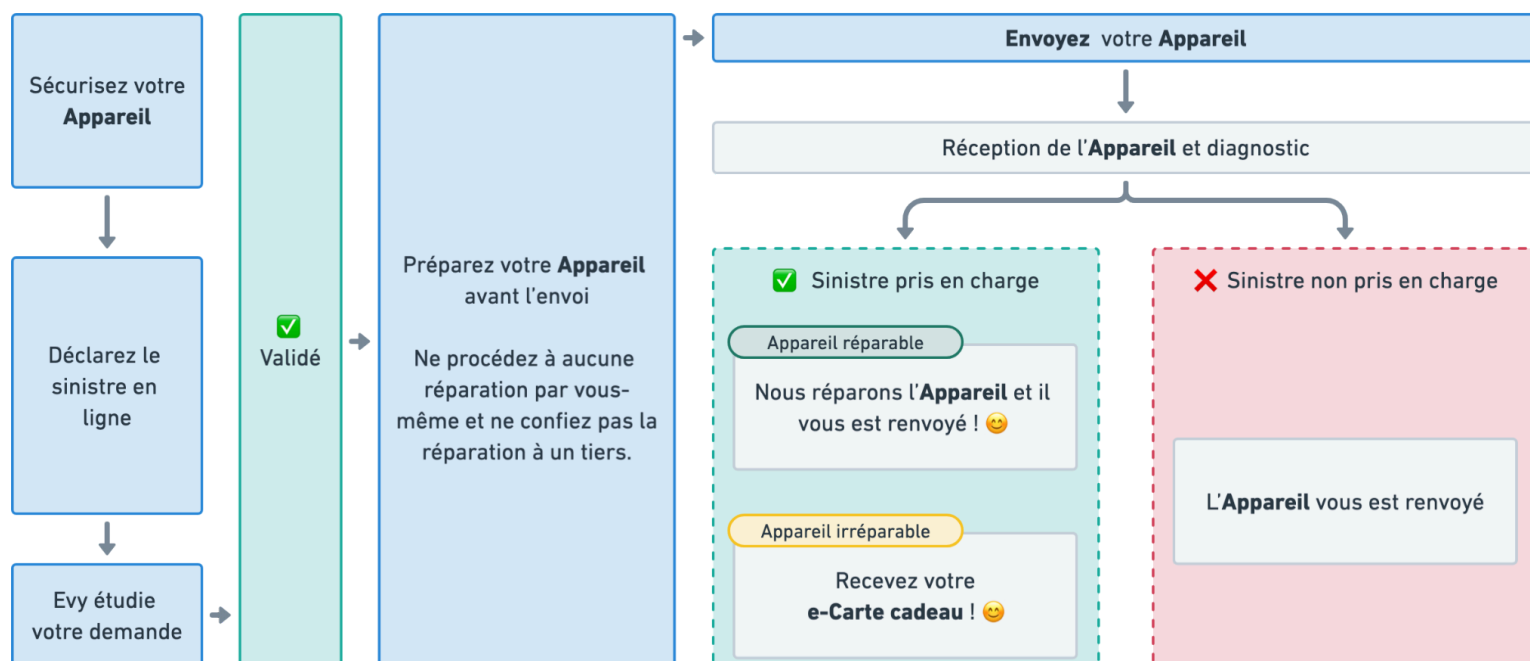 Sécurisez votre
Appareil
Déclarez le
sinistre en
ligne
Evy étudie
votre demande
✅
Validé
Préparez votre Appareil
avant l'envoi
Ne procédez à aucune
réparation par vous-
même et ne confiez pas la
réparation à un tiers.
Envoyez votre Appareil
Réception de l'Appareil et diagnostic
✅ Sinistre pris en charge
Appareil réparable
Nous réparons l'Appareil et il
vous est renvoyé ! 😊
Appareil irréparable
Recevez votre
e-Carte cadeau ! 😊
❌ Sinistre non pris en charge
L'Appareil vous est renvoyé